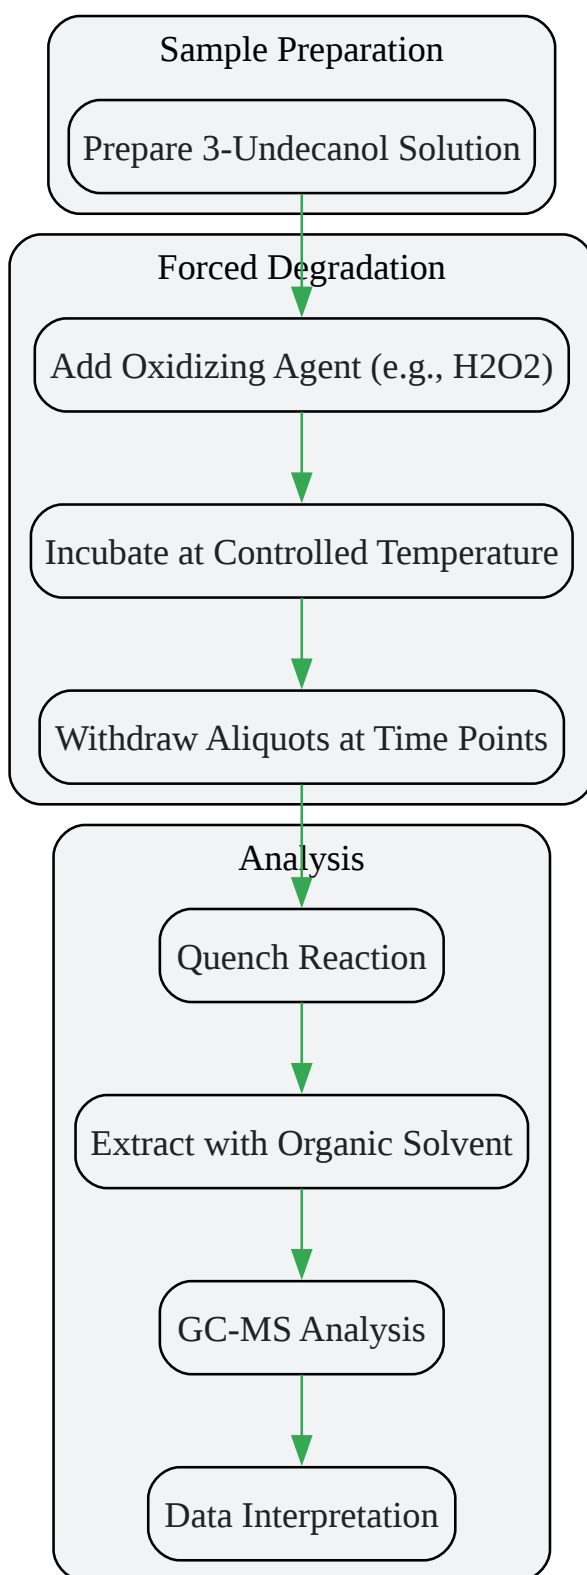 Sample Preparation
Prepare 3-Undecanol Solution
Forced Degradation
Add Oxidizing Agent (e.g., H2O2)
Incubate at Controlled Temperature
Withdraw Aliquots at Time Points
Analysis
Quench Reaction
Extract with Organic Solvent
GC-MS Analysis
Data Interpretation